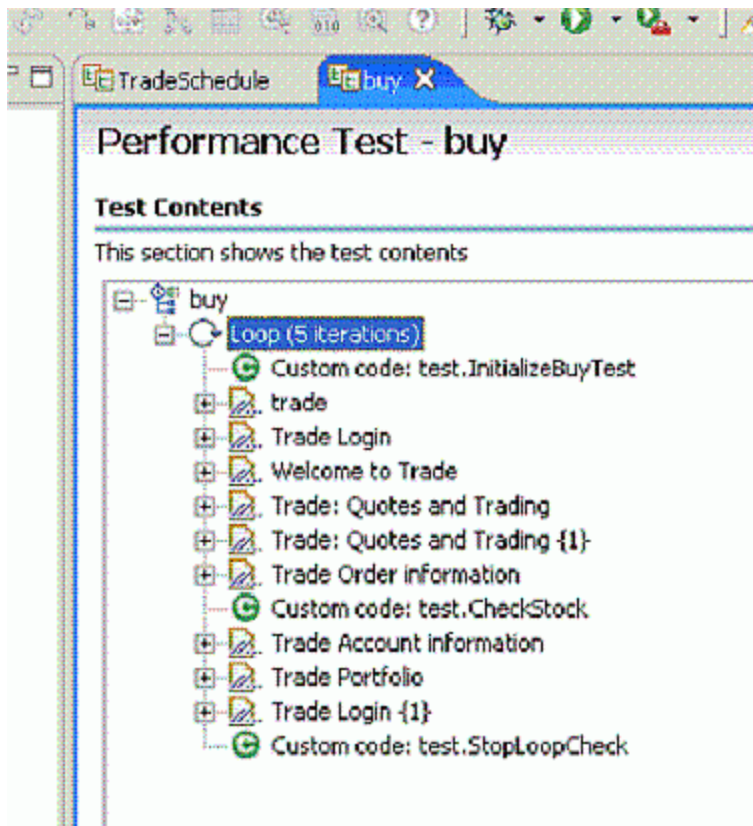 010
TradeSchedule buy
Performance Test - buy
Test Contents
This section shows the test contents
buy
Loop (5 iterations)
Custom code: test.InitializeBuyTest
trade
Trade Login
Welcome to Trade
Trade: Quotes and Trading
Trade: Quotes and Trading {1}
Trade Order information
Custom code: test.CheckStock
Trade Account information
Trade Portfolio
Trade Login {1}
Custom code: test.StopLoopCheck